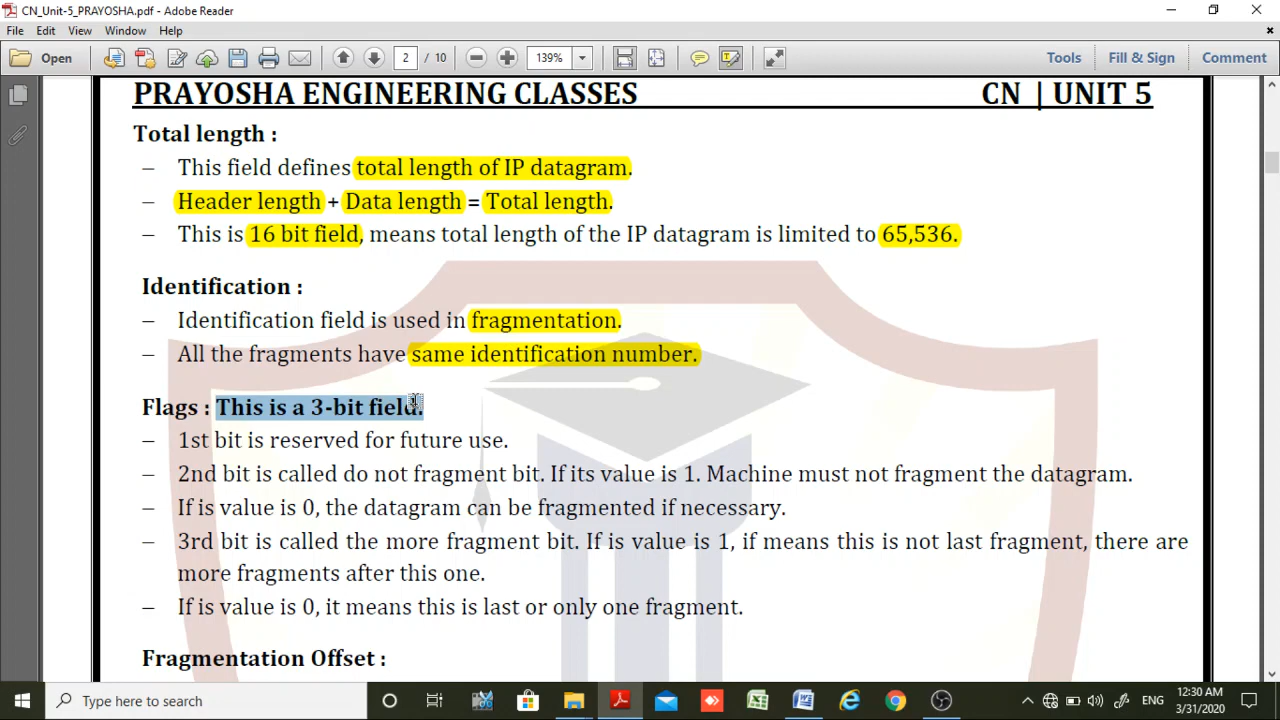 CN_Unit-5_PRAYOSHA.pdf - Adobe Reader
File Edit View Window Help
Open 2 / 10 139% Tools Fill & Sign Comment
PRAYOSHA ENGINEERING CLASSES CN | UNIT 5
Total length :
– This field defines total length of IP datagram.
– Header length + Data length = Total length.
– This is 16 bit field, means total length of the IP datagram is limited to 65,536.
Identification :
– Identification field is used in fragmentation.
– All the fragments have same identification number.
Flags : This is a 3-bit field.
– 1st bit is reserved for future use.
– 2nd bit is called do not fragment bit. If its value is 1. Machine must not fragment the datagram.
– If is value is 0, the datagram can be fragmented if necessary.
– 3rd bit is called the more fragment bit. If is value is 1, if means this is not last fragment, there are
more fragments after this one.
– If is value is 0, it means this is last or only one fragment.
Fragmentation Offset :
Type here to search
ENG
12:30 AM
3/31/2020